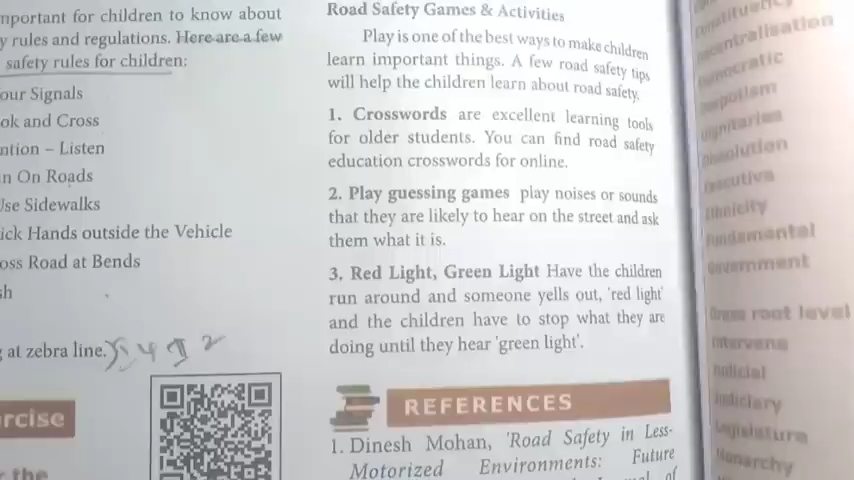 mportant for children to know about
y rules and regulations. Here are a few
safety rules for children:
our Signals
ok and Cross
ntion – Listen
n On Roads
Use Sidewalks
ick Hands outside the Vehicle
oss Road at Bends
sh
g at zebra line.
rcise
r the
Road Safety Games & Activities
Play is one of the best ways to make children
learn important things. A few road safety tips
will help the children learn about road safety.
1. Crosswords are excellent learning tools
for older students. You can find road safety
education crosswords for online.
2. Play guessing games play noises or sounds
that they are likely to hear on the street and ask
them what it is.
3. Red Light, Green Light Have the children
run around and someone yells out, 'red light'
and the children have to stop what they are
doing until they hear 'green light'.
REFERENCES
1. Dinesh Mohan, 'Road Safety in Less-
Motorized Environments: Future
of
constituency
decentralisation
democratic
despotism
dignitaries
dissolution
executive
Ethnicity
Fundamental
Government
Grass root level
Intervene
Judicial
Judiciary
Legislature
Monarchy